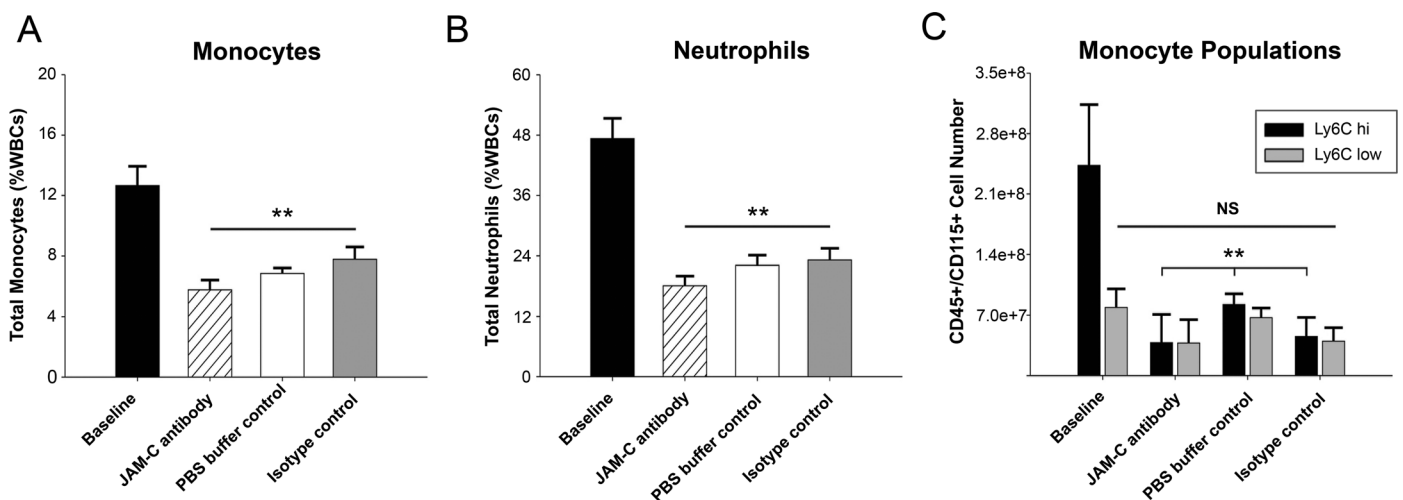 A
Monocytes
Total Monocytes (%WBCs)
20
16
12
8
4
0
**
Baseline
JAM-C antibody
PBS buffer control
Isotype control
B
Neutrophils
Total Neutrophils (%WBCs)
60
48
36
24
12
0
**
Baseline
JAM-C antibody
PBS buffer control
Isotype control
C
Monocyte Populations
CD45+/CD115+ Cell Number
3.5e+8
2.8e+8
2.1e+8
1.4e+8
7.0e+7
Ly6C hi
Ly6C low
NS
**
Baseline
JAM-C antibody
PBS buffer control
Isotype control